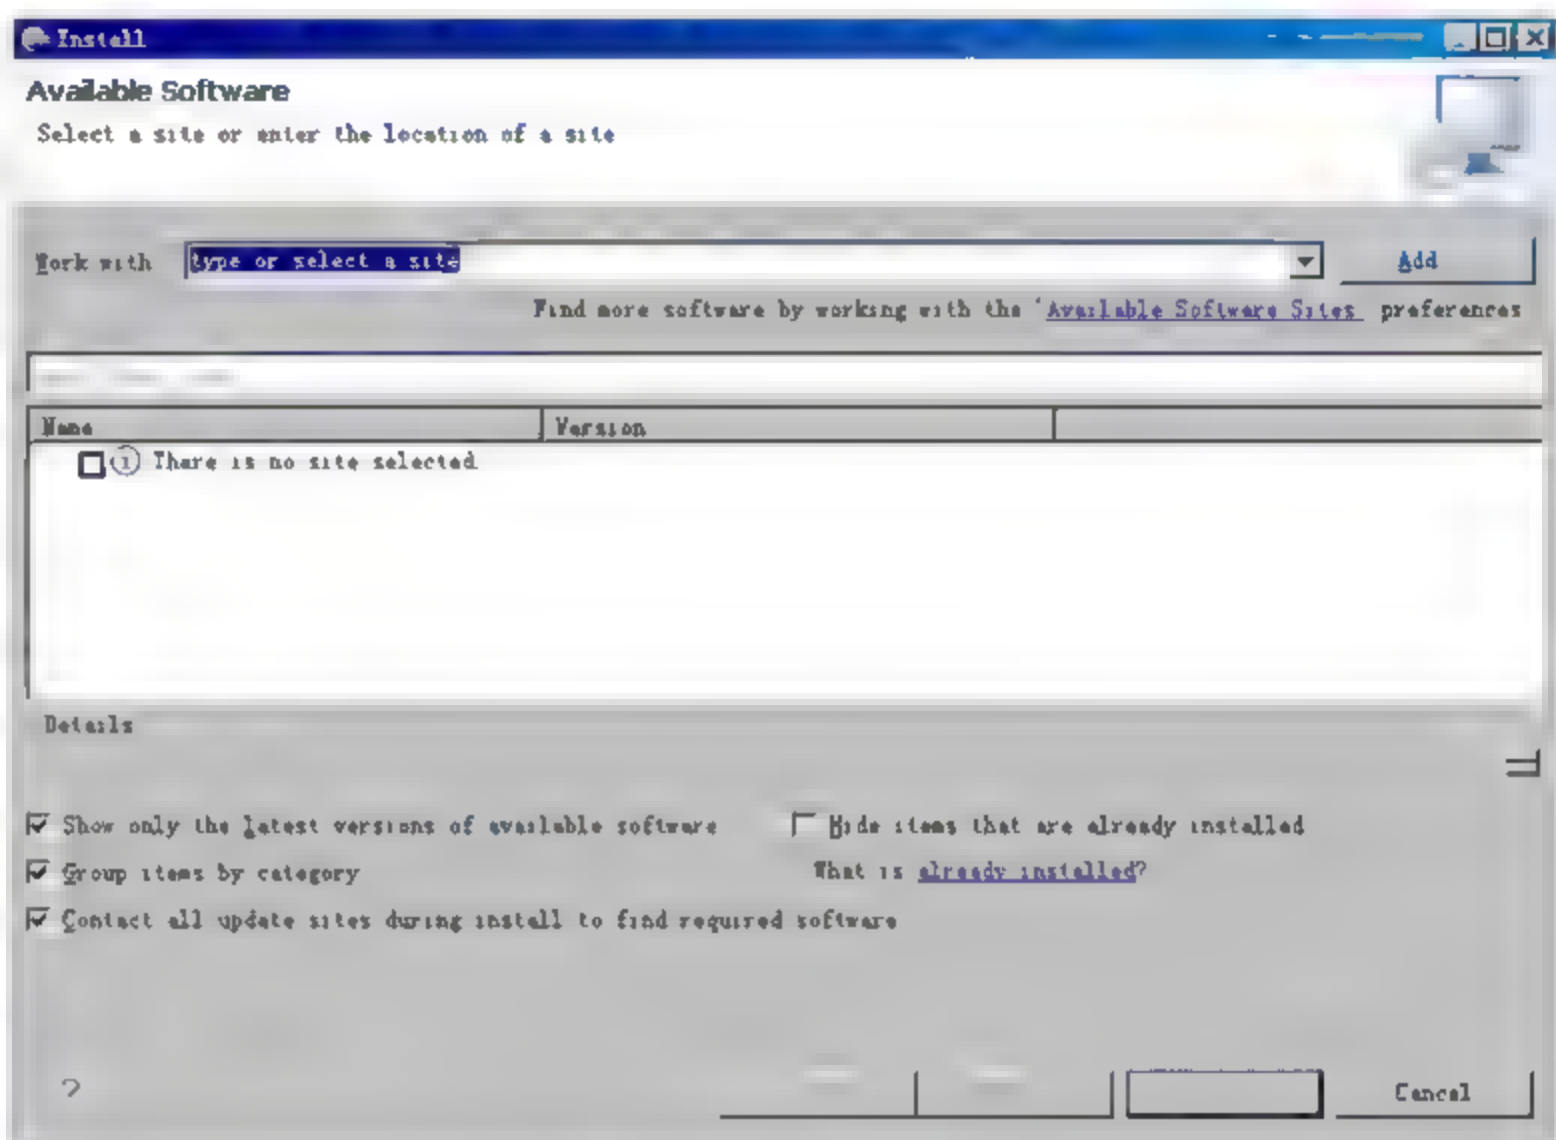 Install
Available Software
Select a site or enter the location of a site
Work with type or select a site Add
Find more software by working with the 'Available Software Sites preferences
Name Version
There is no site selected
Details
Show only the latest versions of available software Hide items that are already installed
Group items by category What is already installed?
Contact all update sites during install to find required software
? Cancel